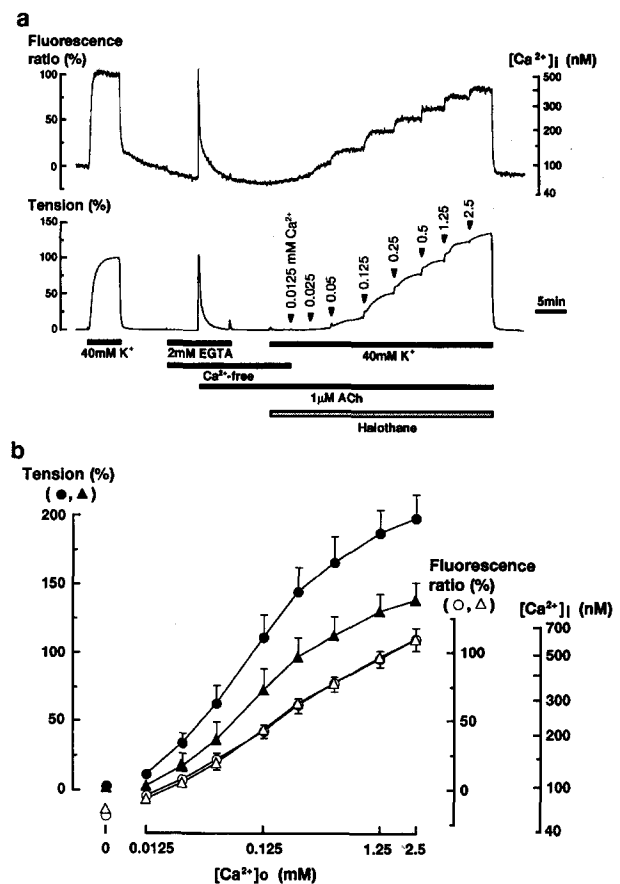 a
Fluorescence
ratio (%)
[Ca²⁺]i (nM)
100
50
0
500
300
200
100
40
Tension (%)
150
100
50
0
0.0125 mM Ca²⁺
0.025
0.05
0.125
0.25
0.5
1.25
2.5
5min
40mM K⁺
2mM EGTA
40mM K⁺
Ca²⁺-free
1μM ACh
Halothane
b
Tension (%)
(●,▲)
200
150
100
50
0
Fluorescence
ratio (%)
(○,△)
100
50
0
[Ca²⁺]i (nM)
700
500
300
200
100
40
0
0.0125
0.125
1.25
2.5
[Ca²⁺]o (mM)